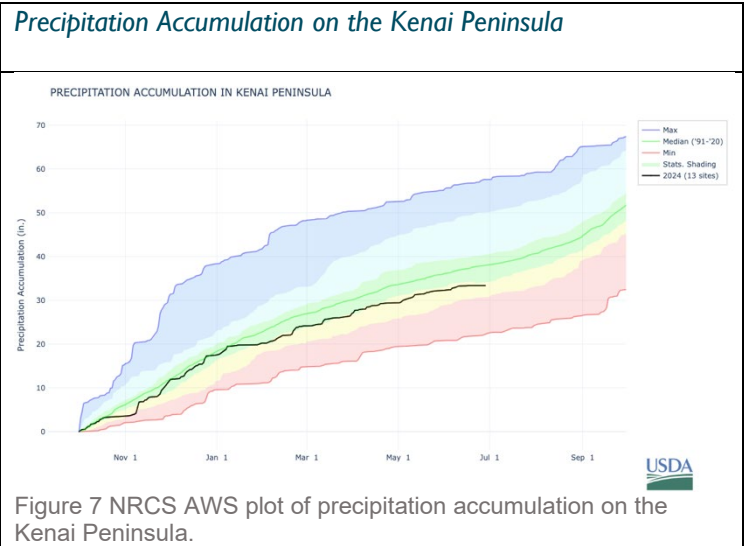 Precipitation Accumulation on the Kenai Peninsula
PRECIPITATION ACCUMULATION IN KENAI PENINSULA
Precipitation Accumulation (in.)
70
60
50
40
30
20
10
0
Nov 1
Jan 1
Mar 1
May 1
Jul 1
Sep 1
Max
Median ('91-'20)
Min
Stats. Shading
2024 (13 sites)
USDA
Figure 7 NRCS AWS plot of precipitation accumulation on the
Kenai Peninsula.